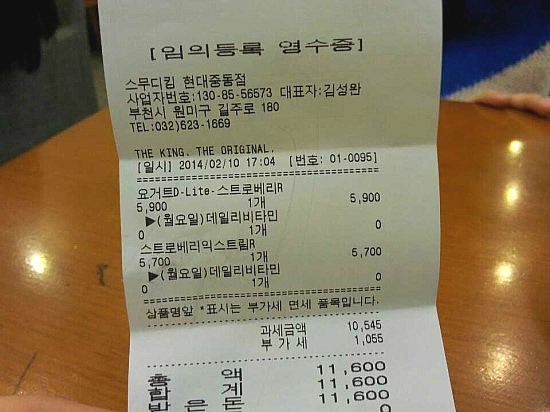 [임의등록 영수증]
스무디킹 현대중동점
사업자번호:130-85-56573 대표자:김성완
부천시 원미구 길주로 180
TEL:032)623-1669
THE KING. THE ORIGINAL.
[일시] 2014/02/10 17:04 [번호: 01-0095]
요거트D-Lite-스트로베리R
5,900 1개 5,900
▶(월요일)데일리비타민
0 1개 0
스트로베리익스트림R
5,700 1개 5,700
▶(월요일)데일리비타민
0 1개 0
상품명앞 *표시는 부가세 면세 품목입니다.
과세금액 10,545
부 가 세 1,055
총 액 11,600
합 계 11,600
받 은 돈 11,600
0